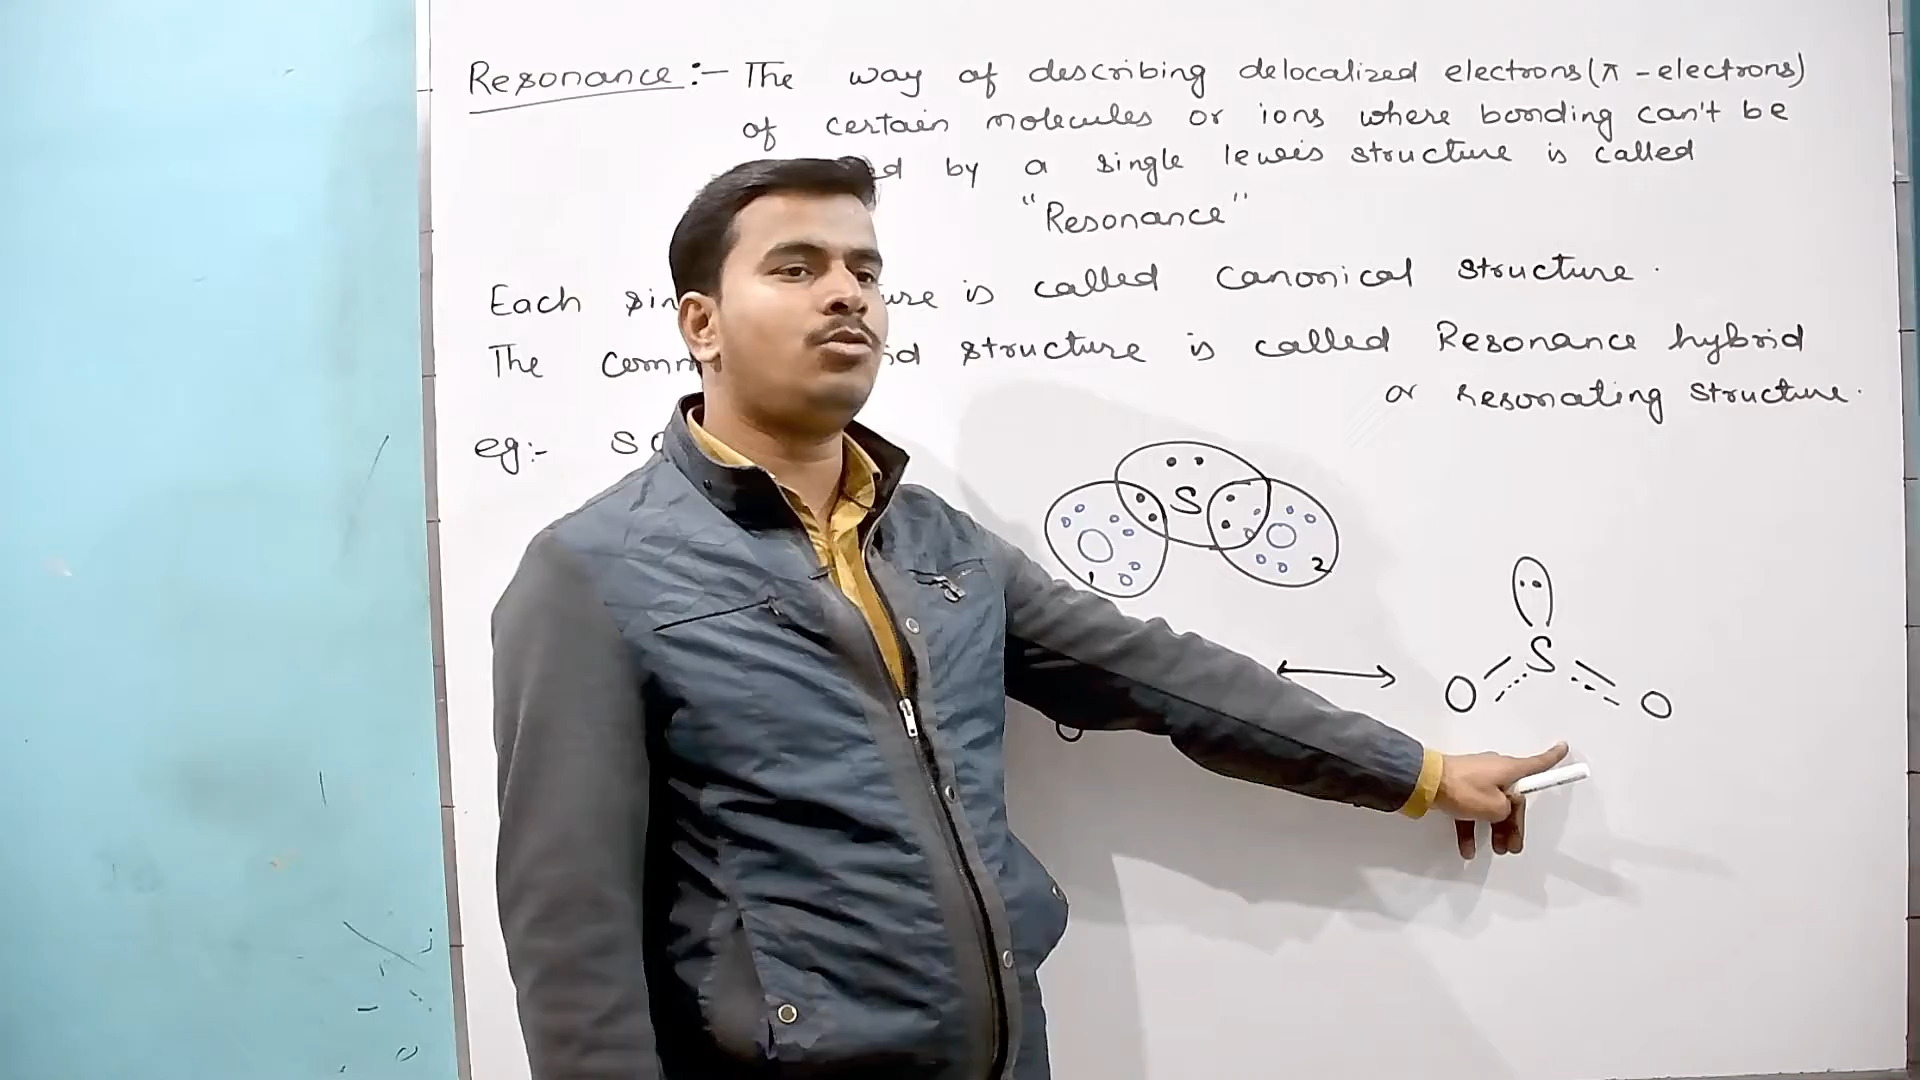 Resonance :- The way of describing delocalized electrons (π - electrons)
of certain molecules or ions where bonding can't be
by a single lewis structure is called
"Resonance"
Each is called canonical structure.
The structure is called Resonance hybrid
or resonating structure.
eg:- S
S
1 2
S
O O